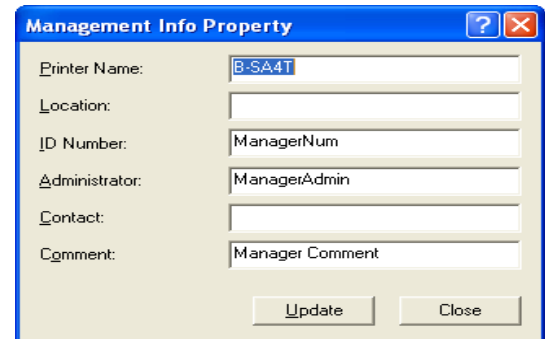 Management Info Property
Printer Name: B-SA4T
Location:
ID Number: ManagerNum
Administrator: ManagerAdmin
Contact:
Comment: Manager Comment
Update Close